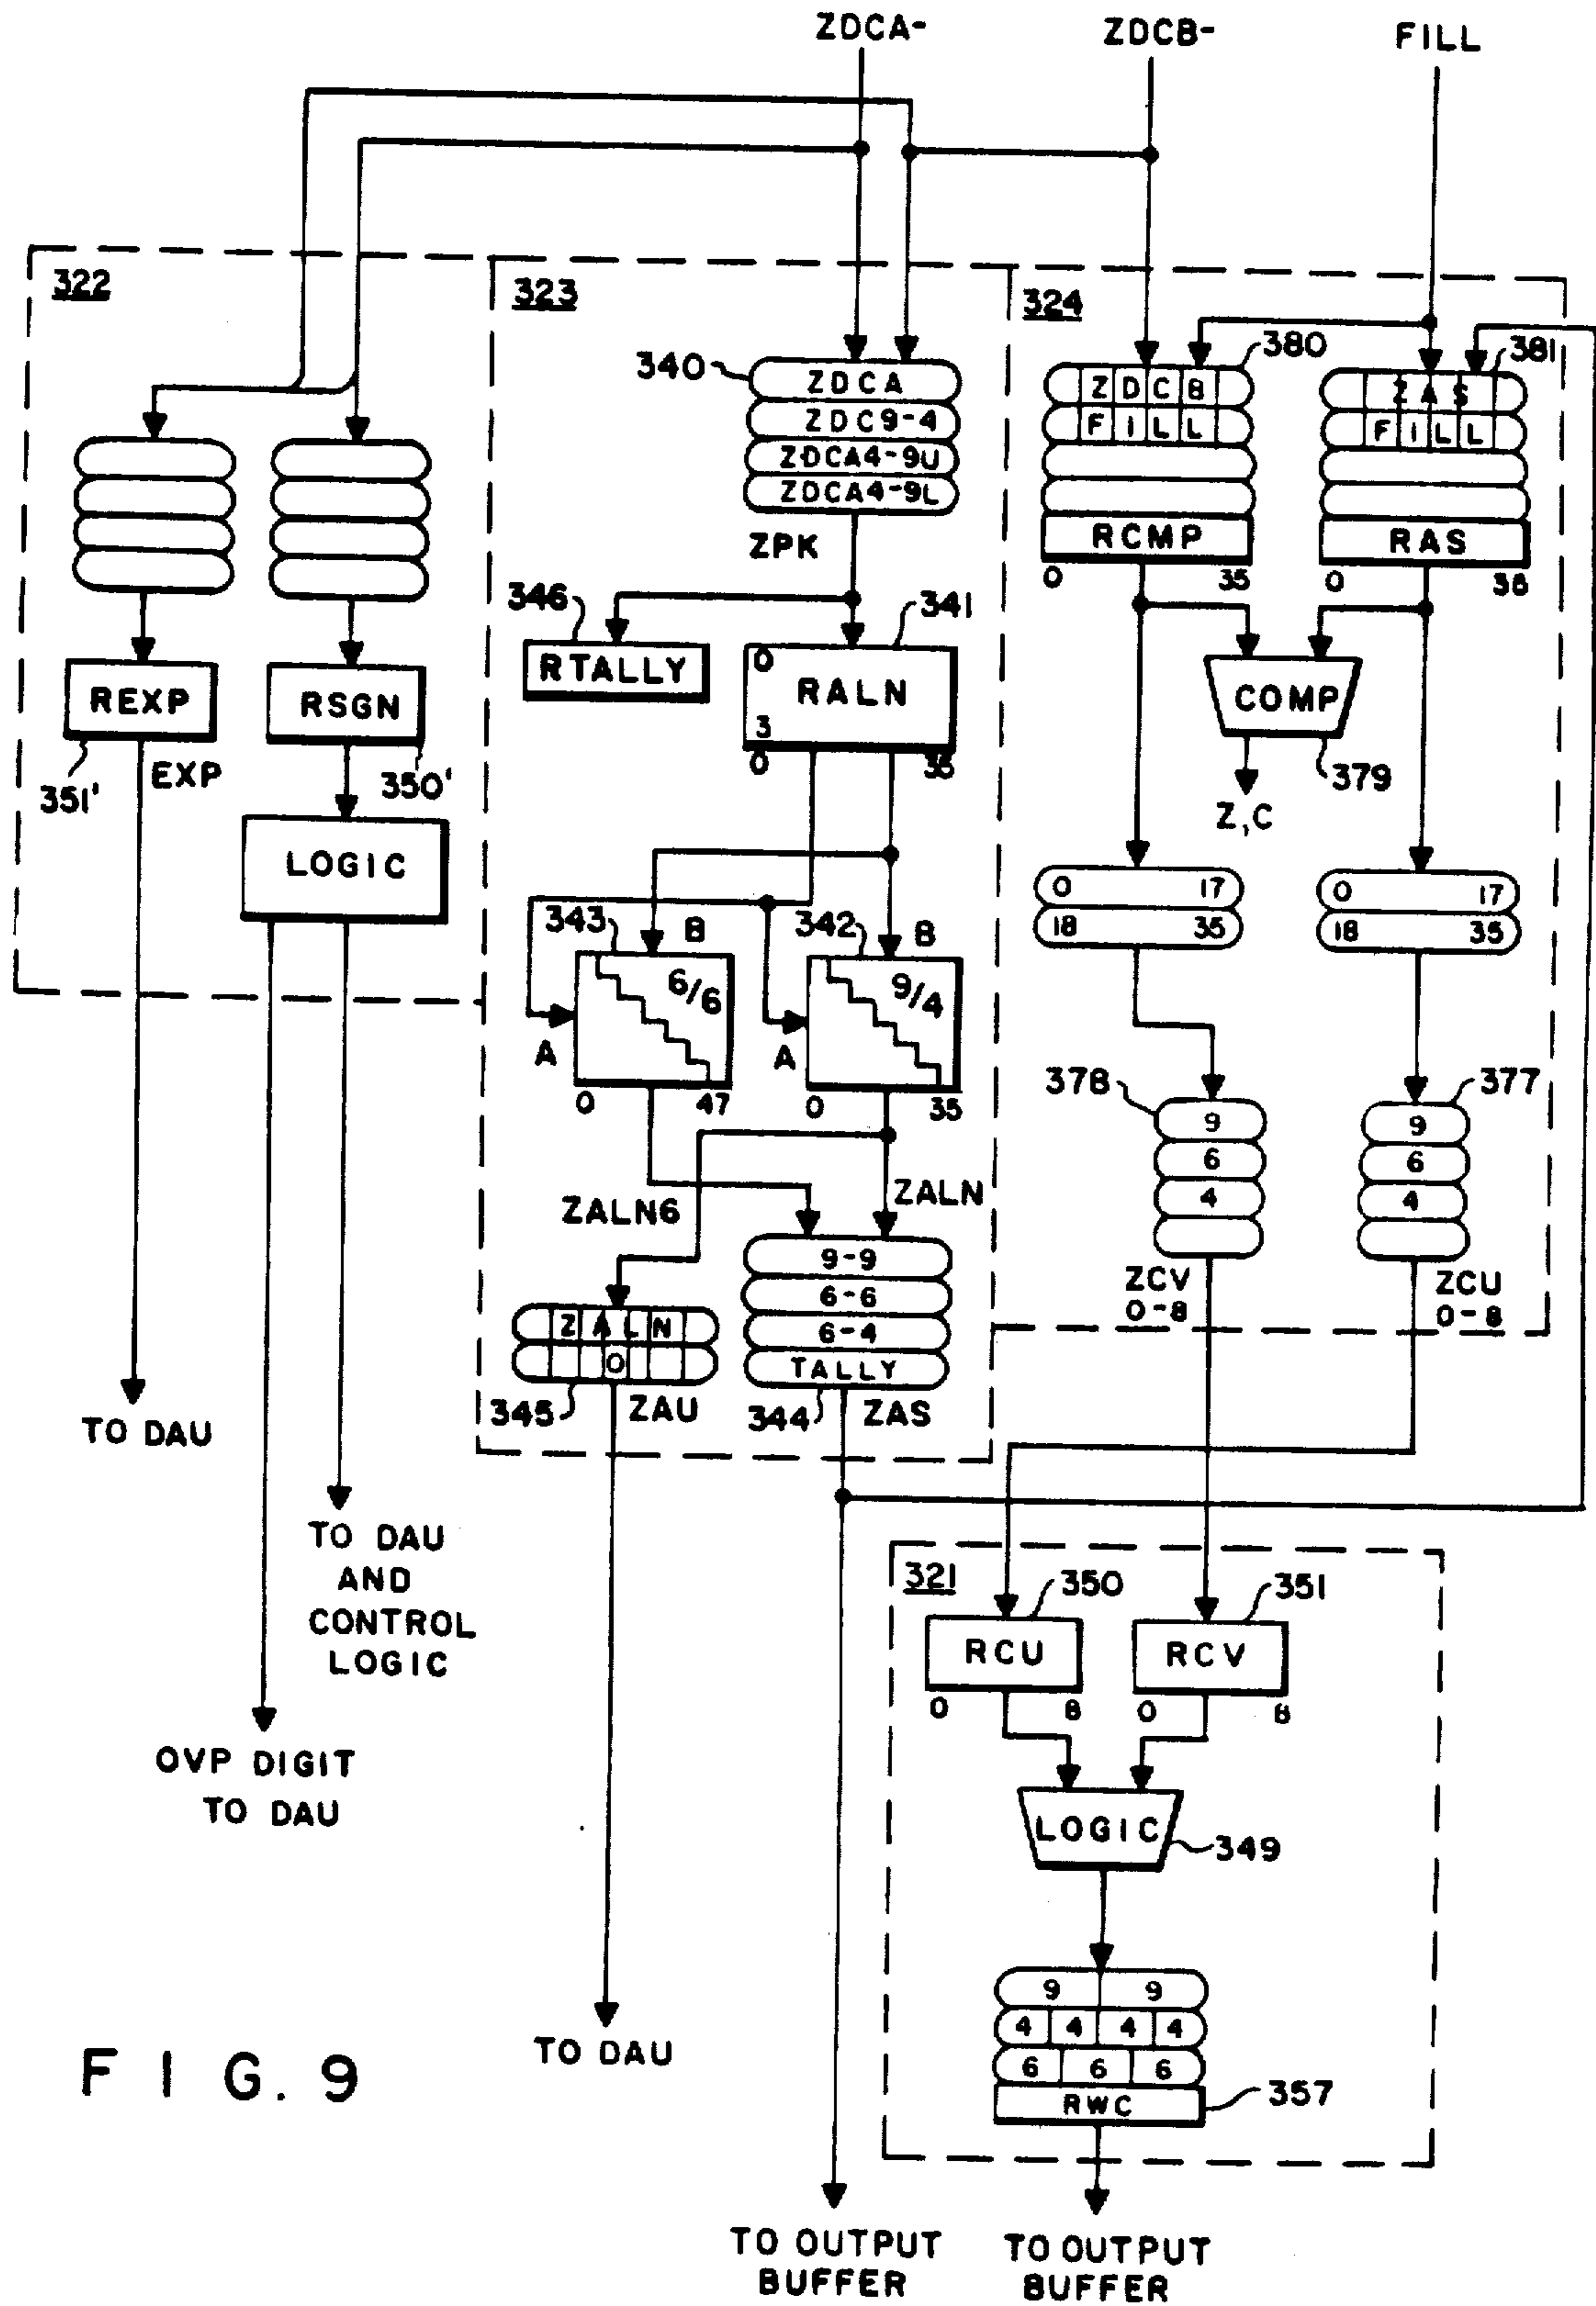 ZDCA-
ZDCB-
FILL
322
323
324
340
ZDCA
ZDC9-4
ZDCA4-9U
ZDCA4-9L
380
ZDCB
FILL
RCMP
0 35
381
ZAS
FILL
RAS
0 36
ZPK
346
RTALLY
341
0
RALN
3
0 35
COMP
379
Z,C
REXP
351'
EXP
RSGN
350'
LOGIC
0 17
18 35
0 17
18 35
343
B
6/6
A
0 47
342
B
9/4
A
0 35
378
9
6
4
377
9
6
4
ZALN6
ZALN
ZCV
0-8
ZCU
0-8
ZALN
0
345
ZAU
9-9
6-6
6-4
TALLY
344
ZAS
TO DAU
TO DAU
AND
CONTROL
LOGIC
OVP DIGIT
TO DAU
321
350
RCU
0 8
351
RCV
0 8
LOGIC
349
9 9
4 4 4 4
6 6 6
RWC
357
TO DAU
TO OUTPUT
BUFFER
TO OUTPUT
BUFFER
FIG. 9